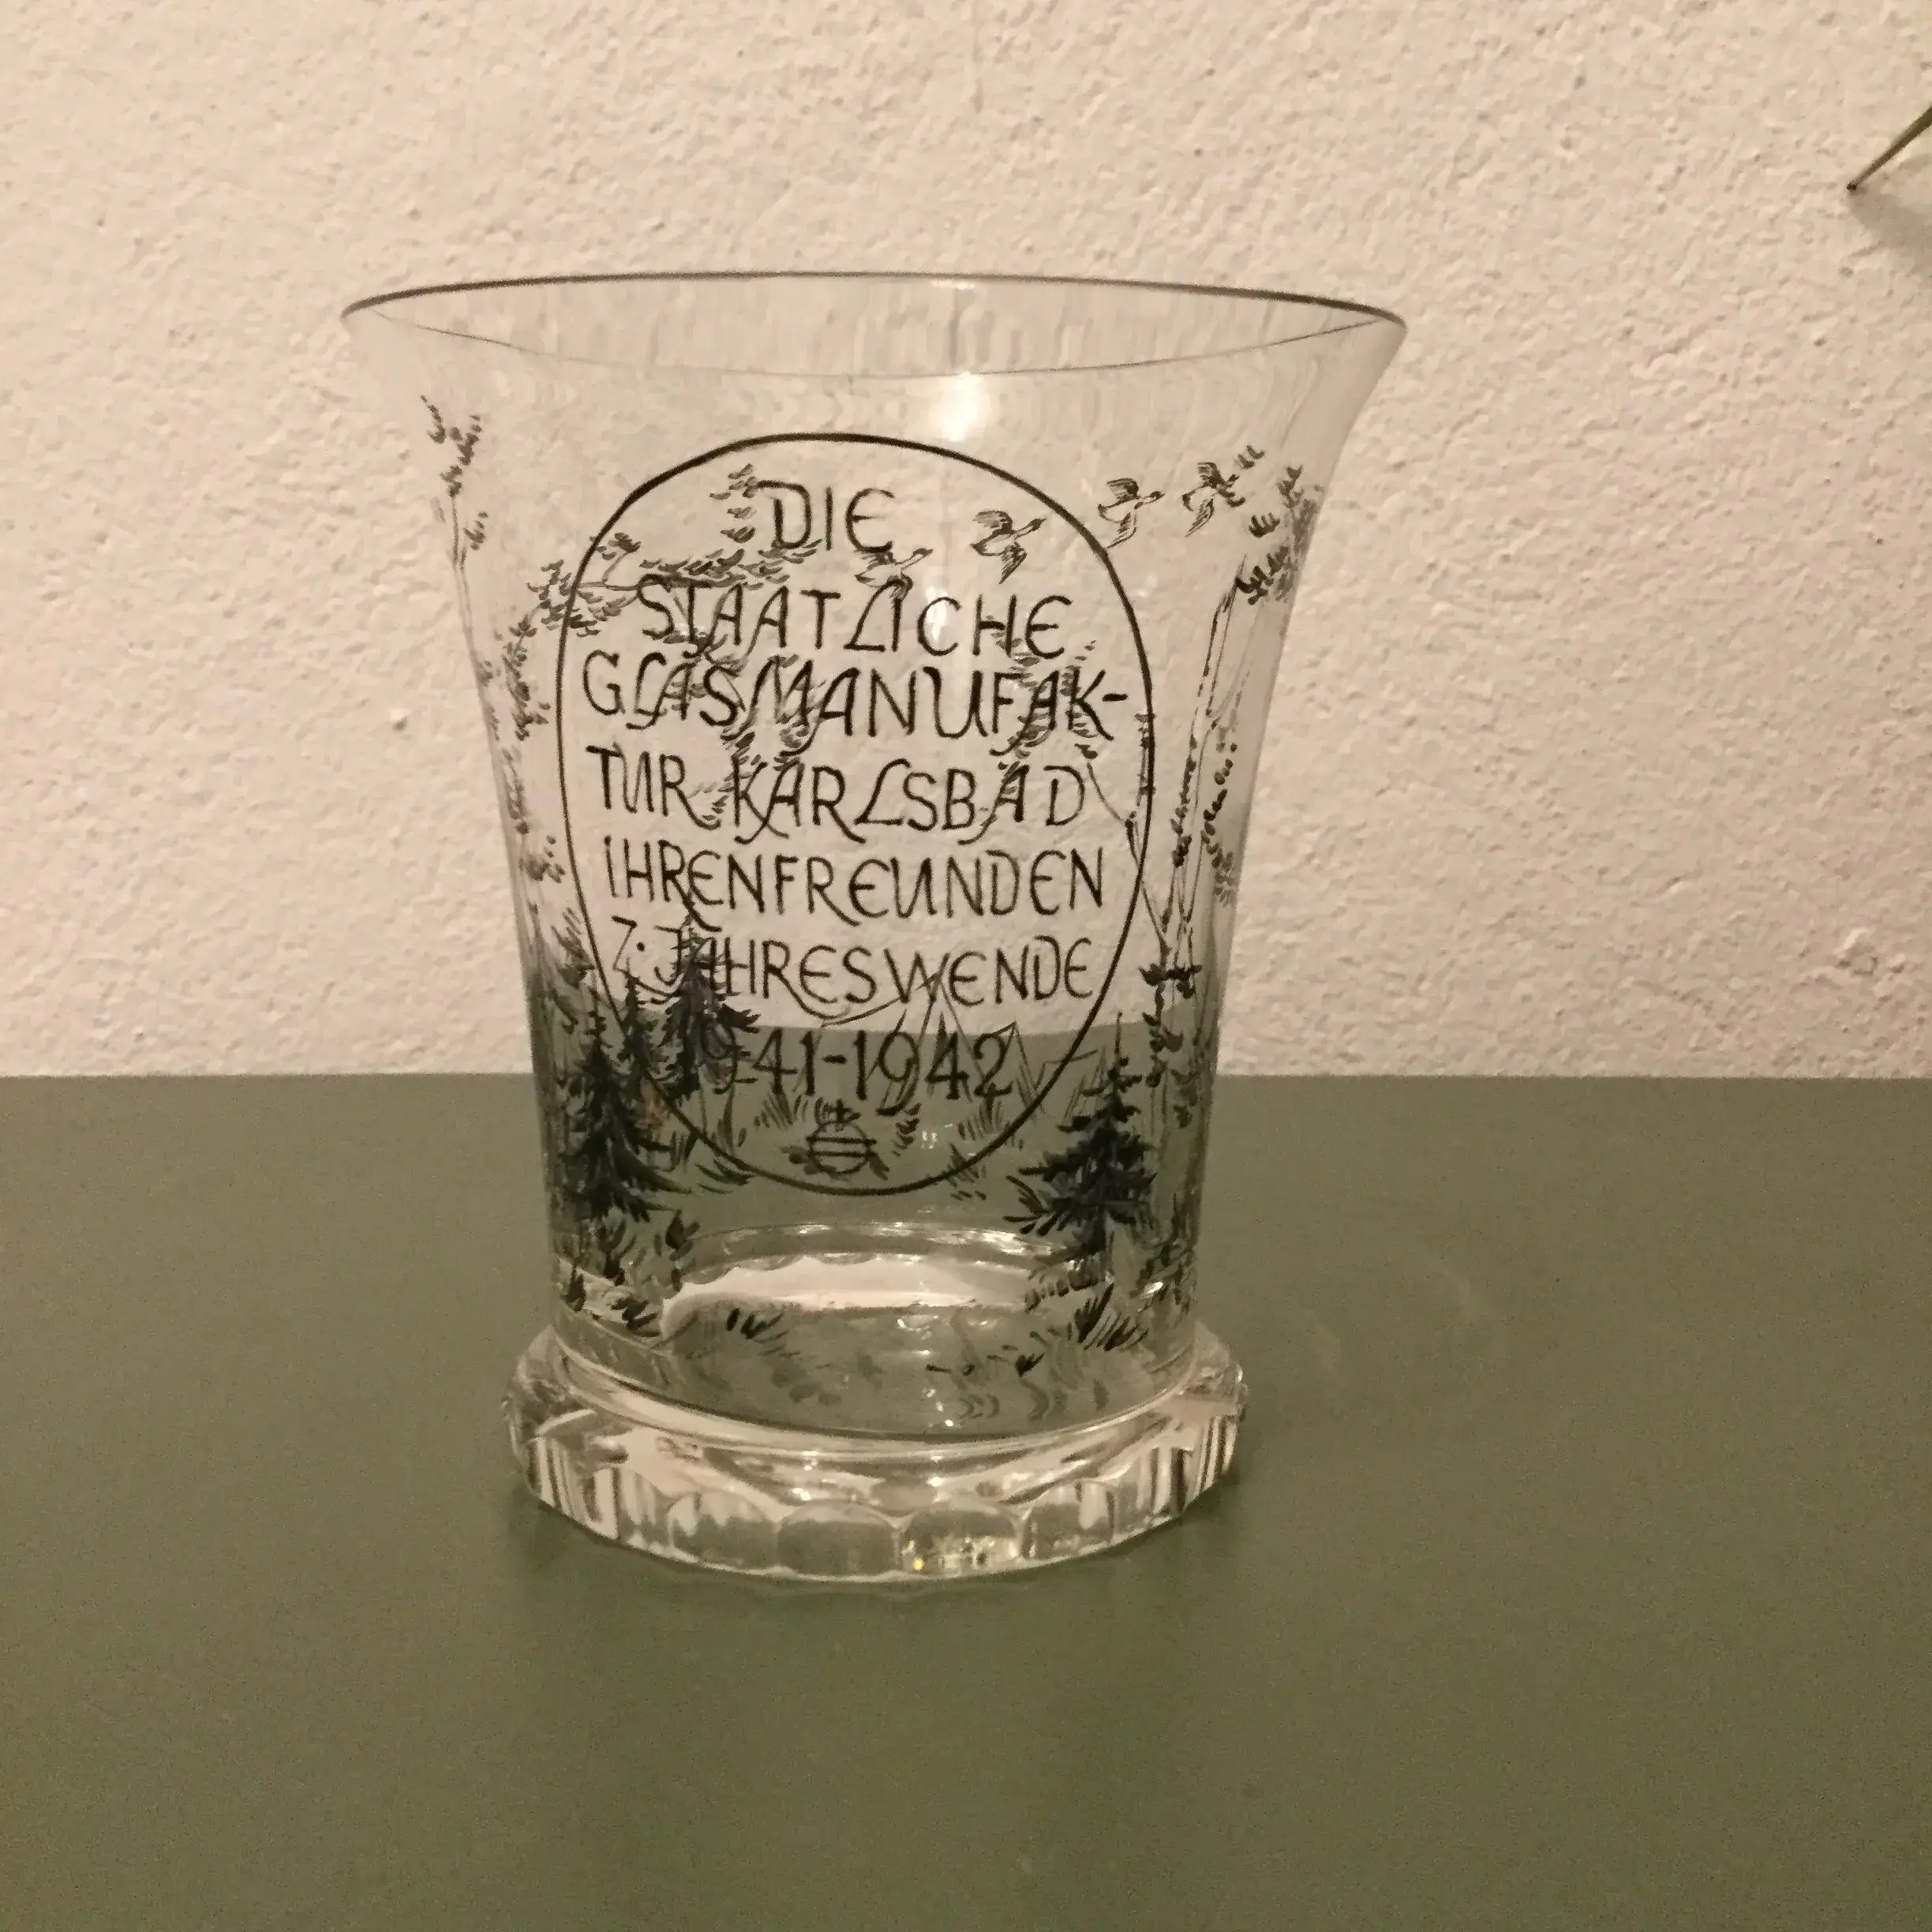 DIE
STAATLICHE
GLASMANUFAK-
TUR KARLSBAD
IHREN FREUNDEN
Z. JAHRESWENDE
1941-1942